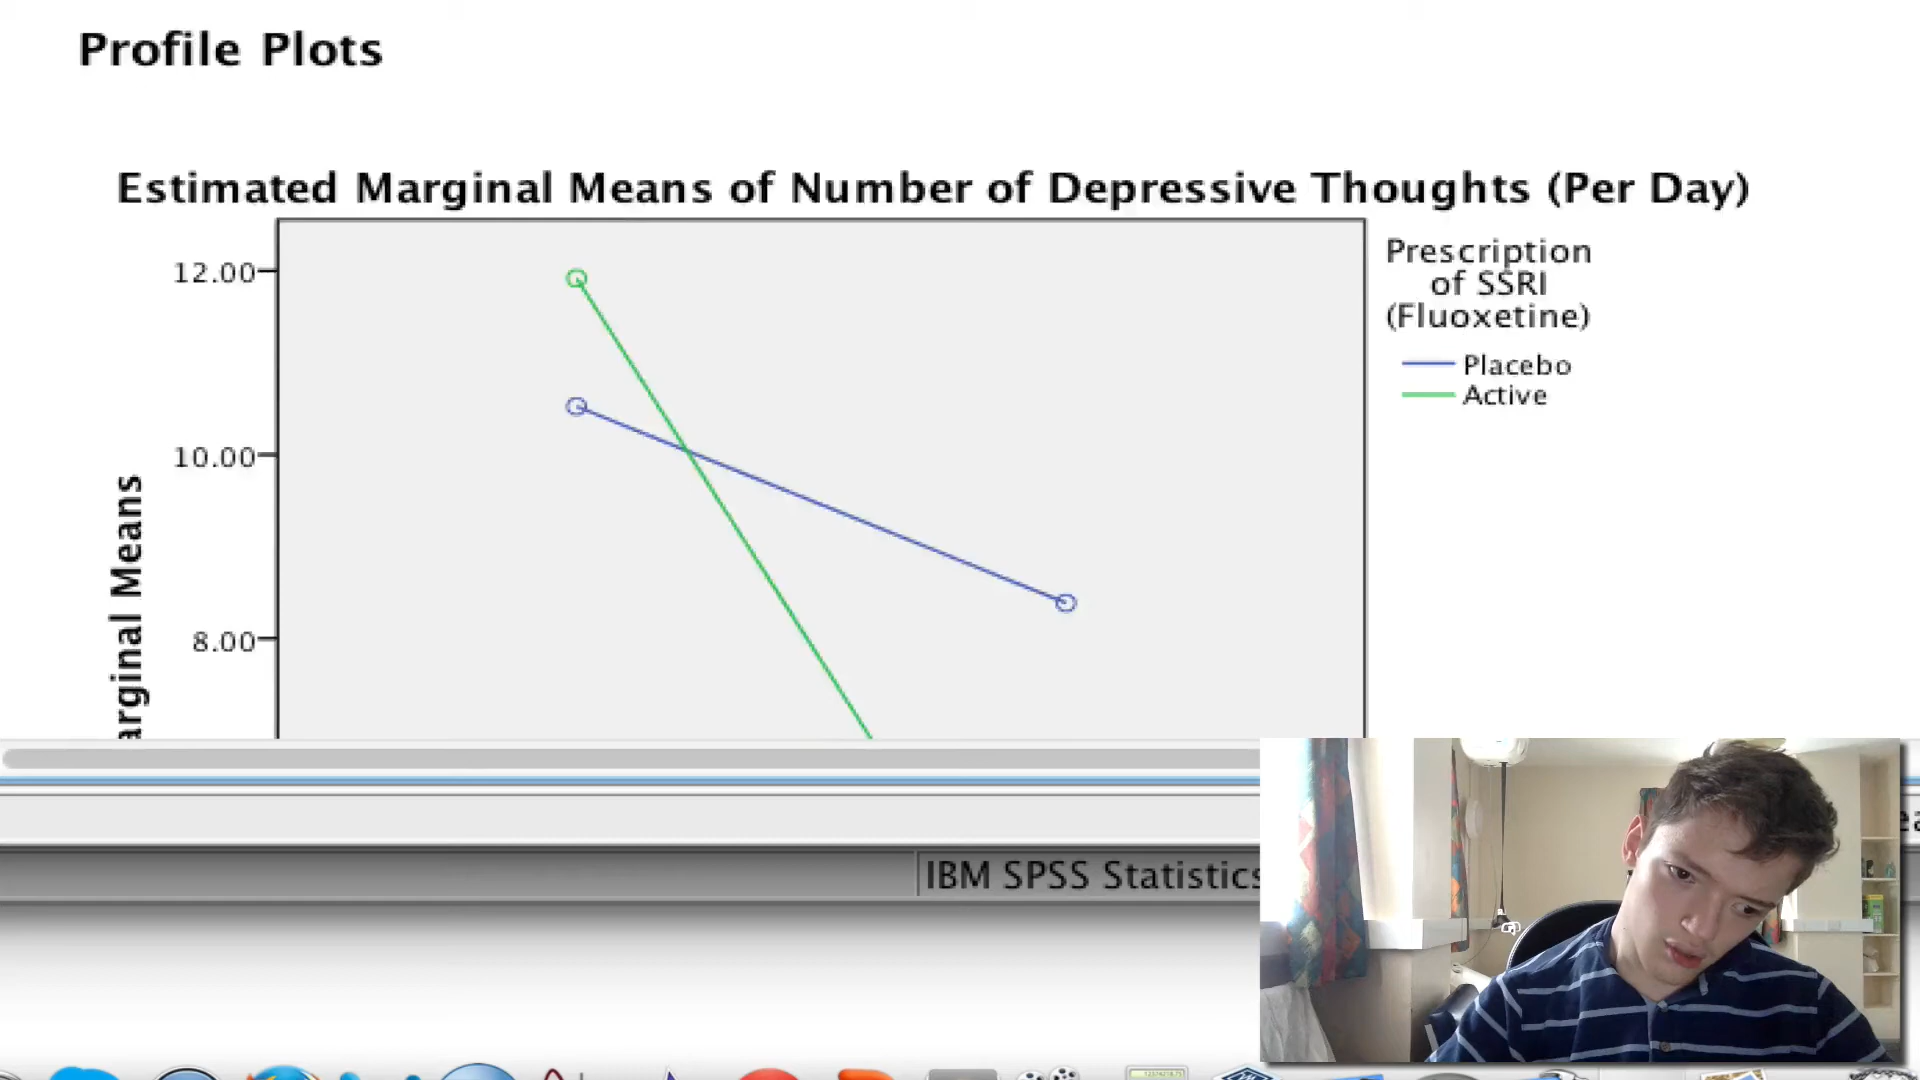 Profile Plots
Estimated Marginal Means of Number of Depressive Thoughts (Per Day)
Prescription
of SSRI
(Fluoxetine)
Placebo
Active
12.00
10.00
8.00
Means
IBM SPSS Statistics